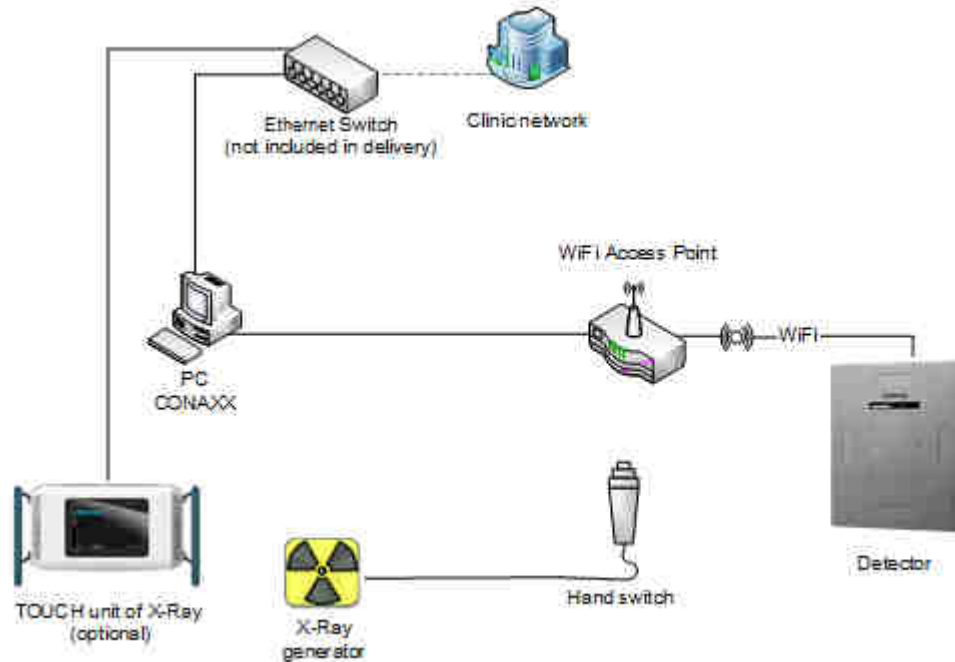 Ethernet Switch
(not included in delivery)
Clinic network
WiFi Access Point
WiFi
PC
CONAXX
Detector
Hand switch
TOUCH unit of X-Ray
(optional)
X-Ray
generator